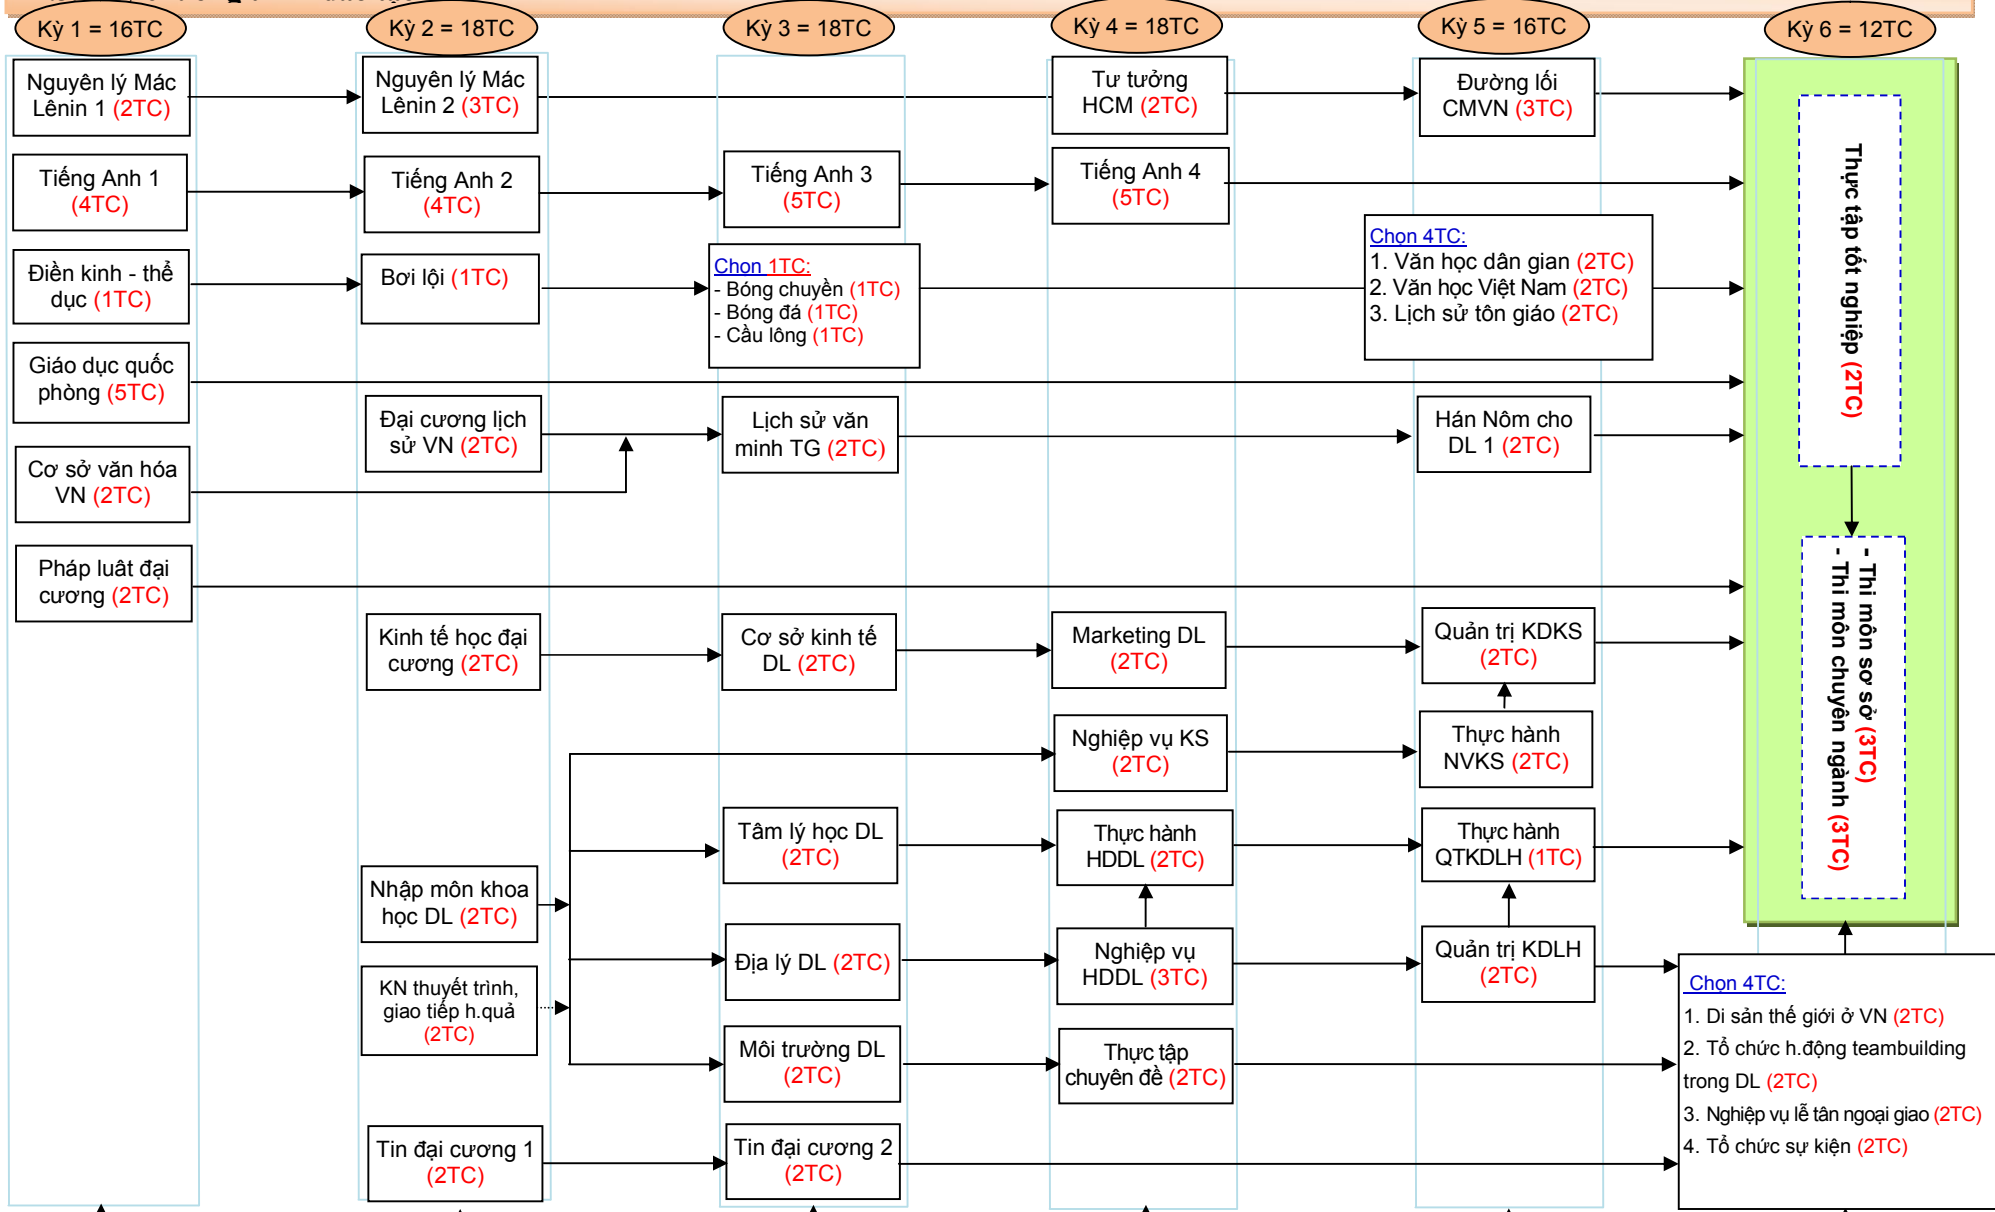 Kỳ 1 = 16TC
Kỳ 2 = 18TC
Kỳ 3 = 18TC
Kỳ 4 = 18TC
Kỳ 5 = 16TC
Kỳ 6 = 12TC
Nguyên lý Mác
Lênin 1 (2TC)
Nguyên lý Mác
Lênin 2 (3TC)
Tư tưởng
HCM (2TC)
Đường lối
CMVN (3TC)
Tiếng Anh 1
(4TC)
Tiếng Anh 2
(4TC)
Tiếng Anh 3
(5TC)
Tiếng Anh 4
(5TC)
Điền kinh - thể
dục (1TC)
Bơi lội (1TC)
Chon 1TC:
- Bóng chuyền (1TC)
- Bóng đá (1TC)
- Cầu lông (1TC)
Chọn 4TC:
1. Văn học dân gian (2TC)
2. Văn học Việt Nam (2TC)
3. Lịch sử tôn giáo (2TC)
Giáo dục quốc
phòng (5TC)
Đại cương lịch
sử VN (2TC)
Lịch sử văn
minh TG (2TC)
Hán Nôm cho
DL 1 (2TC)
Cơ sở văn hóa
VN (2TC)
Pháp luât đại
cương (2TC)
Kinh tế học đại
cương (2TC)
Cơ sở kinh tế
DL (2TC)
Marketing DL
(2TC)
Quản trị KDKS
(2TC)
Nghiệp vụ KS
(2TC)
Thực hành
NVKS (2TC)
Tâm lý học DL
(2TC)
Thực hành
HDDL (2TC)
Thực hành
QTKDLH (1TC)
Nhập môn khoa
học DL (2TC)
Địa lý DL (2TC)
Nghiệp vụ
HDDL (3TC)
Quản trị KDLH
(2TC)
KN thuyết trình,
giao tiếp h.quả
(2TC)
Môi trường DL
(2TC)
Thực tập
chuyên đề (2TC)
Tin đại cương 1
(2TC)
Tin đại cương 2
(2TC)
Thực tập tốt nghiệp (2TC)
- Thi môn sơ sở (3TC)
- Thi môn chuyên ngành (3TC)
Chọn 4TC:
1. Di sản thế giới ở VN (2TC)
2. Tổ chức h.động teambuilding
trong DL (2TC)
3. Nghiệp vụ lễ tân ngoại giao (2TC)
4. Tổ chức sự kiện (2TC)